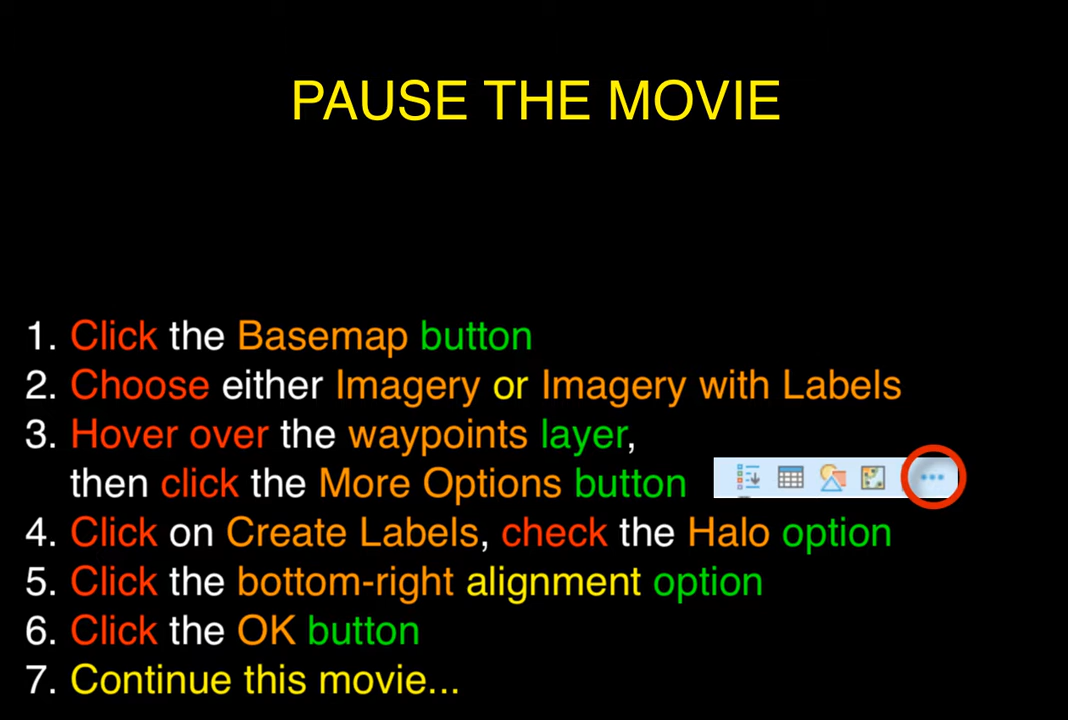 PAUSE THE MOVIE
1. Click the Basemap button
2. Choose either Imagery or Imagery with Labels
3. Hover over the waypoints layer,
then click the More Options button
4. Click on Create Labels, check the Halo option
5. Click the bottom-right alignment option
6. Click the OK button
7. Continue this movie...